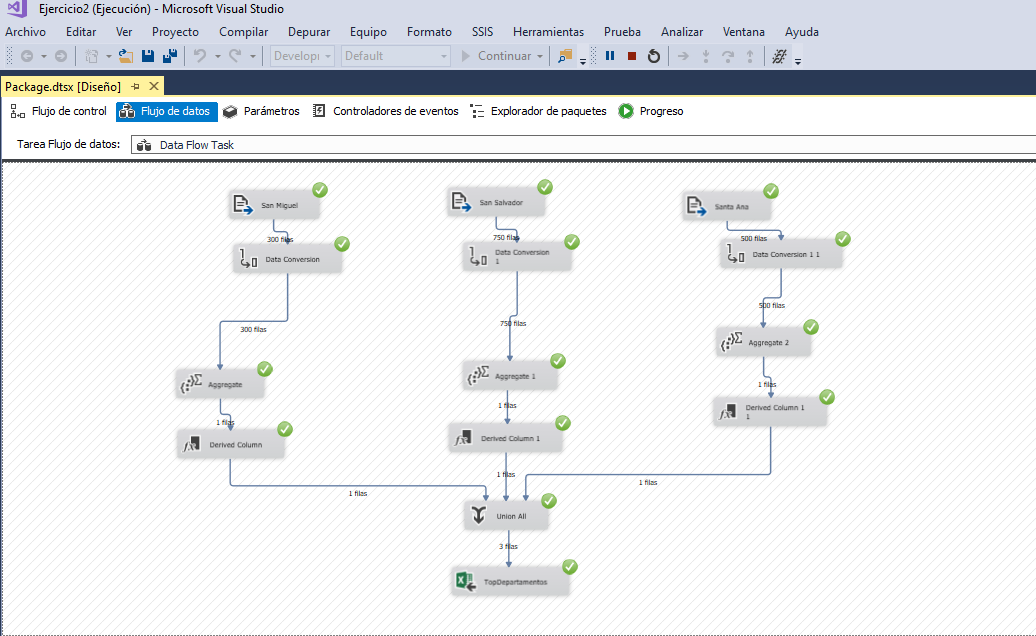 Ejercicio2 (Ejecución) - Microsoft Visual Studio
Archivo Editar Ver Proyecto Compilar Depurar Equipo Formato SSIS Herramientas Prueba Analizar Ventana Ayuda
Developi Default Continuar
Package.dtsx [Diseño]
Flujo de control Flujo de datos Parámetros Controladores de eventos Explorador de paquetes Progreso
Tarea Flujo de datos: Data Flow Task
San Miguel San Salvador Santa Ana
300 filas 750 filas 500 filas
Data Conversion Data Conversion 1 Data Conversion 1 1
300 filas 750 filas 500 filas
Aggregate Aggregate 1 Aggregate 2
1 filas 1 filas 1 filas
Derived Column Derived Column 1 Derived Column 1 1
1 filas 1 filas 1 filas
Union All
3 filas
TopDepartamentos